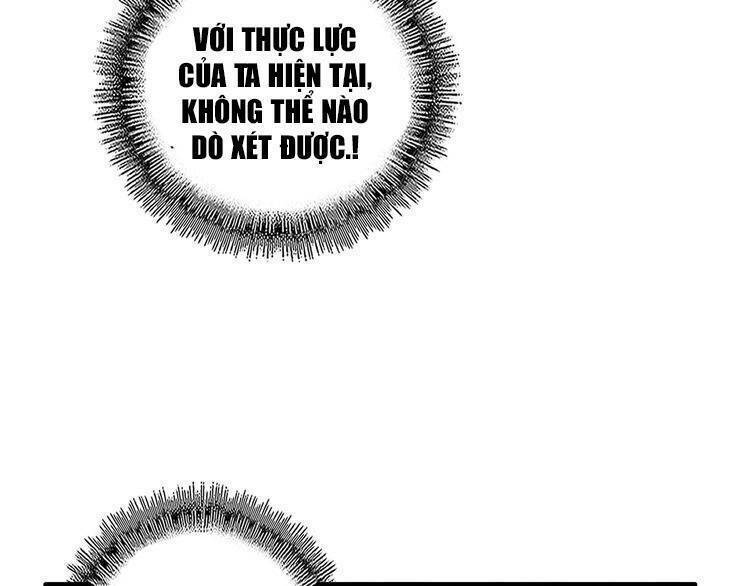 VỚI THỰC LỰC
CỦA TA HIỆN TẠI,
KHÔNG THỂ NÀO
DÒ XÉT ĐƯỢC.!